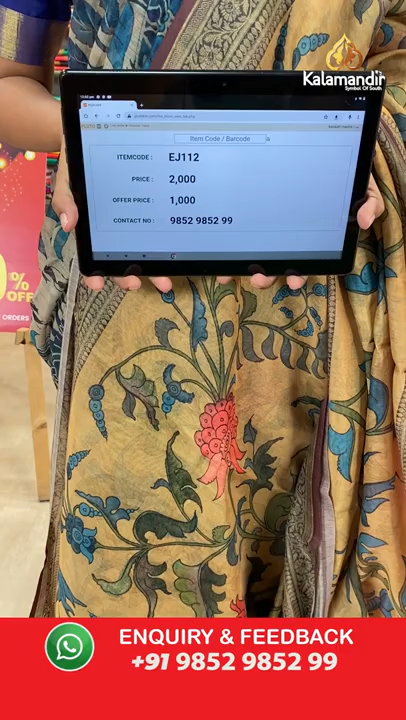 Kalamandir
Symbol Of South
Item Code / Barcode
ITEMCODE : EJ112
PRICE : 2,000
OFFER PRICE : 1,000
CONTACT NO : 9852 9852 99
0%
OFF
ORDERS
ENQUIRY & FEEDBACK
+91 9852 9852 99